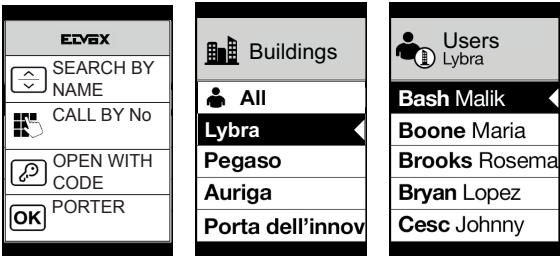 ELVOX
SEARCH BY
NAME
CALL BY No
OPEN WITH
CODE
OK PORTER
Buildings
All
Lybra
Pegaso
Auriga
Porta dell'innov
Users
Lybra
Bash Malik
Boone Maria
Brooks Rosema
Bryan Lopez
Cesc Johnny